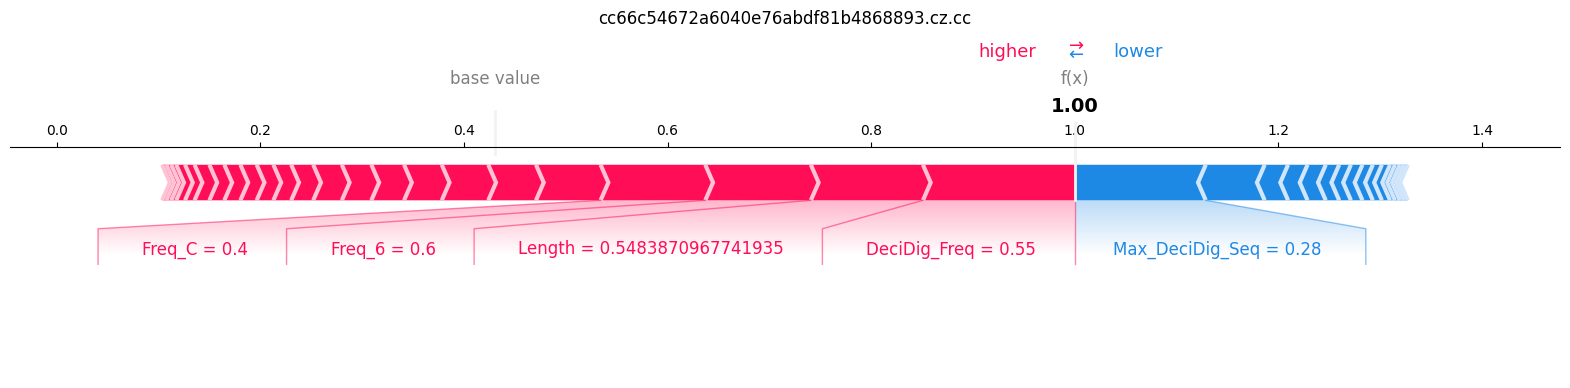 cc66c54672a6040e76abdf81b4868893.cz.cc
higher → ← lower
base value f(x)
1.00
0.0 0.2 0.4 0.6 0.8 1.0 1.2 1.4
Freq_C = 0.4 Freq_6 = 0.6 Length = 0.5483870967741935 DeciDig_Freq = 0.55 Max_DeciDig_Seq = 0.28